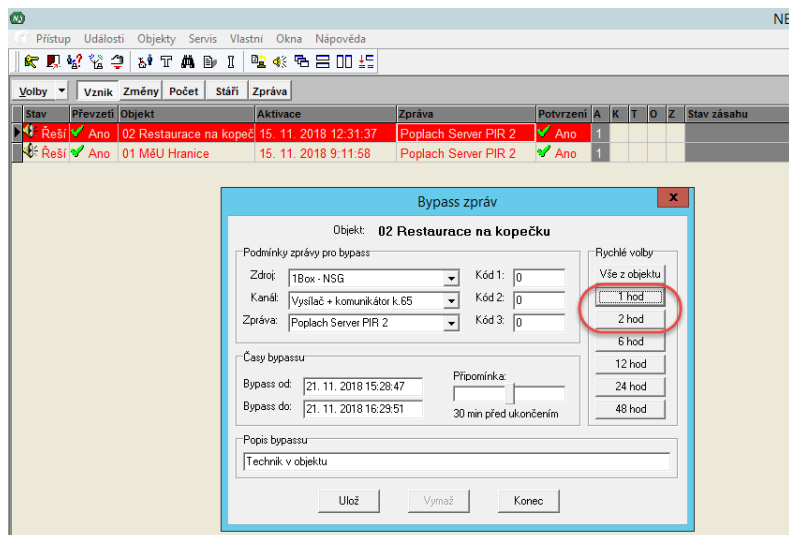 NE
Přístup Události Objekty Servis Vlastní Okna Nápověda
Volby Vznik Změny Počet Stáří Zpráva
Stav Převzetí Objekt Aktivace Zpráva Potvrzení A K T O Z Stav zásahu
Řeší Ano 02 Restaurace na kopeč 15. 11. 2018 12:31:37 Poplach Server PIR 2 Ano 1
Řeší Ano 01 MěU Hranice 15. 11. 2018 9:11:58 Poplach Server PIR 2 Ano 1
Bypass zpráv x
Objekt: 02 Restaurace na kopečku
Podmínky zprávy pro bypass
Zdroj: 1Box - NSG Kód 1: 0
Kanál: Vysílač + komunikátor k.65 Kód 2: 0
Zpráva: Poplach Server PIR 2 Kód 3: 0
Rychlé volby
Vše z objektu
1 hod
2 hod
6 hod
12 hod
24 hod
48 hod
Časy bypassu
Bypass od: 21. 11. 2018 15:28:47
Bypass do: 21. 11. 2018 16:29:51
Připomínka:
30 min před ukončením
Popis bypassu
Technik v objektu
Ulož Vymaž Konec